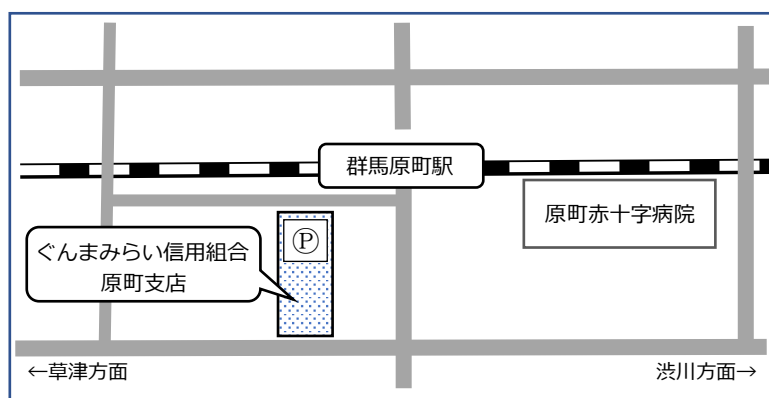 群馬原町駅
原町赤十字病院
Ⓟ
ぐんまみらい信用組合
原町支店
←草津方面
渋川方面→